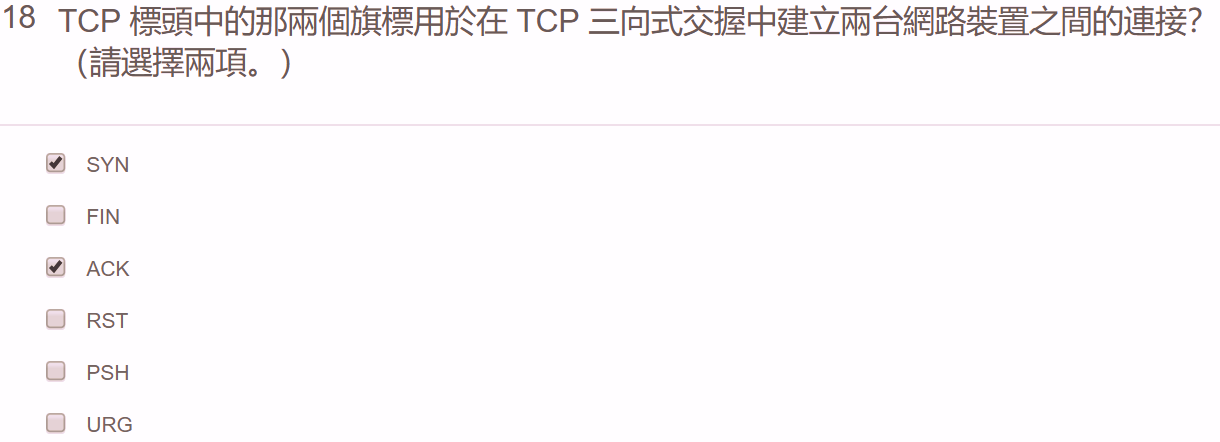 18 TCP 標頭中的那兩個旗標用於在 TCP 三向式交握中建立兩台網路裝置之間的連接?
（請選擇兩項。）
SYN
FIN
ACK
RST
PSH
URG